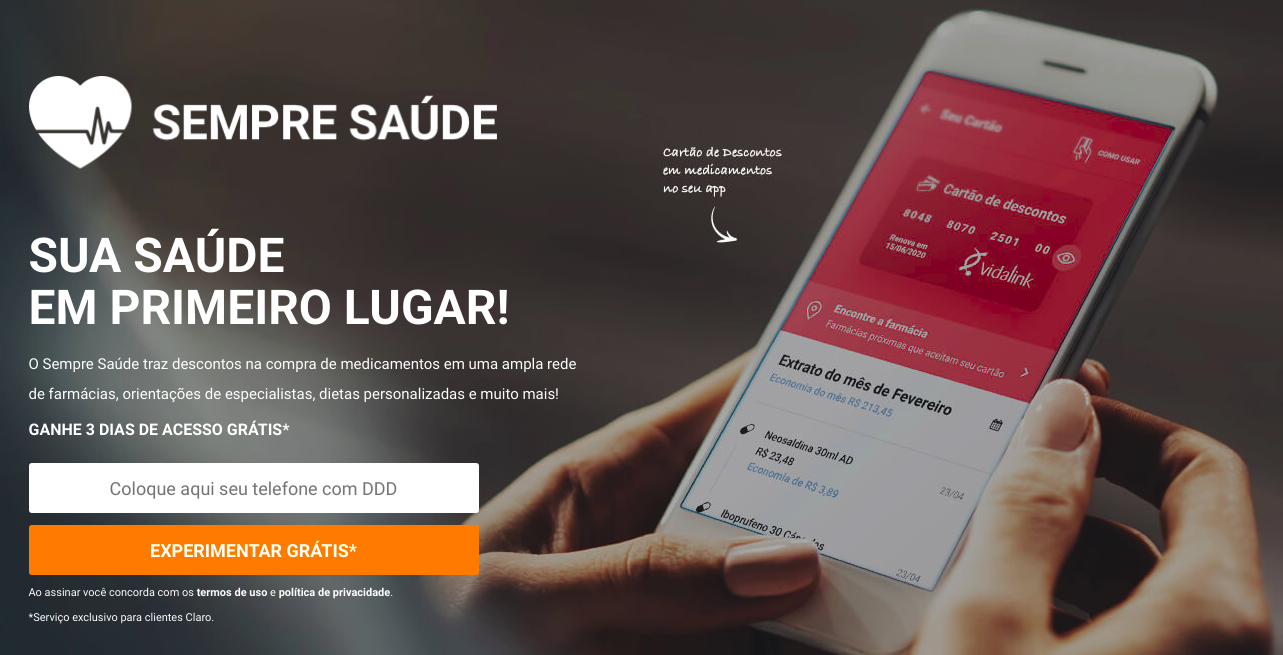 SEMPRE SAÚDE
SUA SAÚDE
EM PRIMEIRO LUGAR!
O Sempre Saúde traz descontos na compra de medicamentos em uma ampla rede
de farmácias, orientações de especialistas, dietas personalizadas e muito mais!
GANHE 3 DIAS DE ACESSO GRÁTIS*
Coloque aqui seu telefone com DDD
EXPERIMENTAR GRÁTIS*
Ao assinar você concorda com os termos de uso e política de privacidade.
*Serviço exclusivo para clientes Claro.
Cartão de Descontos
em medicamentos
no seu app
Seu Cartão
COMO USAR
Cartão de descontos
8048 8070 2501 00
Renova em
15/06/2020
vidalink
Encontre a farmácia
Farmácias próximas que aceitam seu cartão
Extrato do mês de Fevereiro
Economia do mês R$ 213,45
Neosaldina 30ml AD
R$ 23,48
Economia de R$ 3,89
23/04
Iboprufeno 30 Cápsulas
23/04